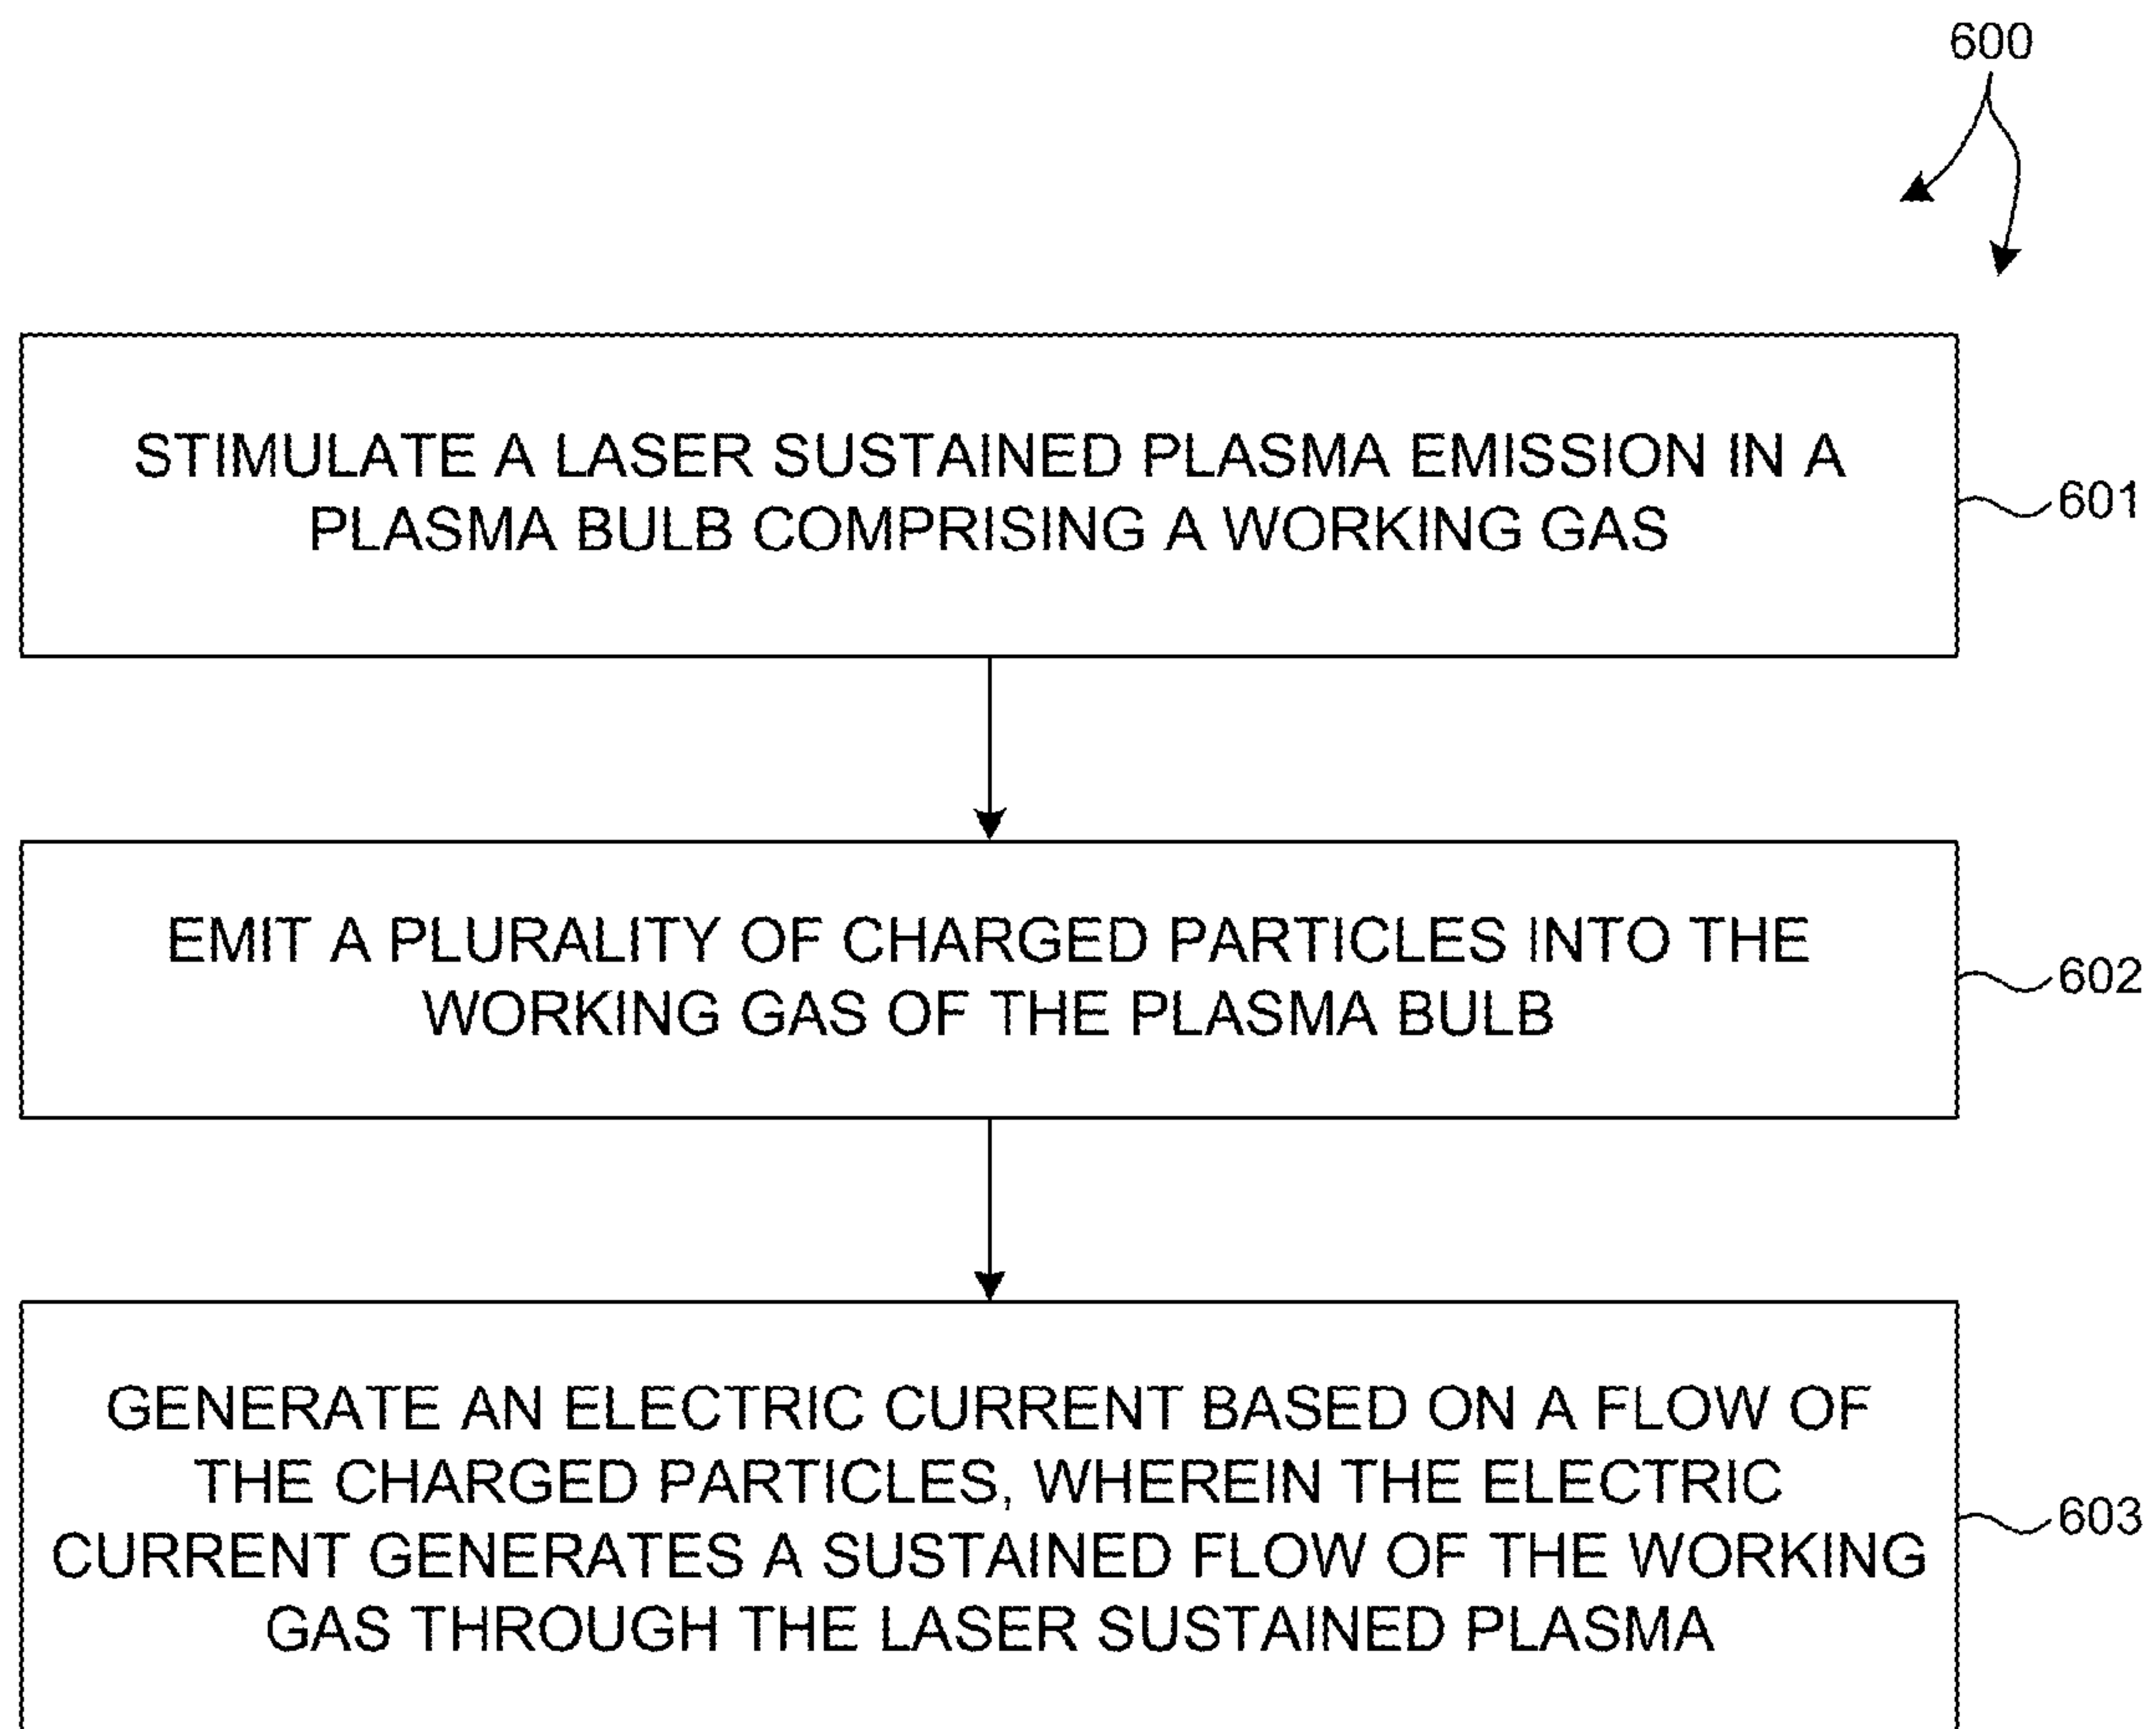 600
STIMULATE A LASER SUSTAINED PLASMA EMISSION IN A
PLASMA BULB COMPRISING A WORKING GAS
601
EMIT A PLURALITY OF CHARGED PARTICLES INTO THE
WORKING GAS OF THE PLASMA BULB
602
GENERATE AN ELECTRIC CURRENT BASED ON A FLOW OF
THE CHARGED PARTICLES, WHEREIN THE ELECTRIC
CURRENT GENERATES A SUSTAINED FLOW OF THE WORKING
GAS THROUGH THE LASER SUSTAINED PLASMA
603